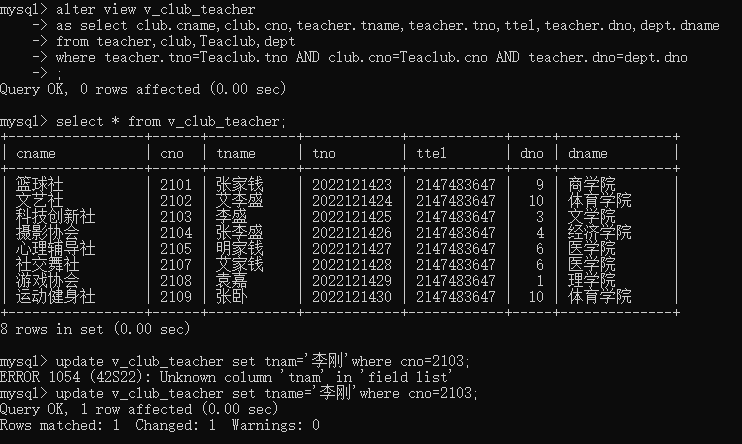 mysql> alter view v_club_teacher
    -> as select club.cname,club.cno,teacher.tname,teacher.tno,ttel,teacher.dno,dept.dname
    -> from teacher,club,Teaclub,dept
    -> where teacher.tno=Teaclub.tno AND club.cno=Teaclub.cno AND teacher.dno=dept.dno
    -> ;
Query OK, 0 rows affected (0.00 sec)
mysql> select * from v_club_teacher;
| cname | cno | tname | tno | ttel | dno | dname |
| 篮球社 | 2101 | 张家钱 | 2022121423 | 2147483647 | 9 | 商学院 |
| 文艺社 | 2102 | 艾李盛 | 2022121424 | 2147483647 | 10 | 体育学院 |
| 科技创新社 | 2103 | 李盛 | 2022121425 | 2147483647 | 3 | 文学院 |
| 摄影协会 | 2104 | 张李盛 | 2022121426 | 2147483647 | 4 | 经济学院 |
| 心理辅导社 | 2105 | 明家钱 | 2022121427 | 2147483647 | 6 | 医学院 |
| 社交舞社 | 2107 | 艾家钱 | 2022121428 | 2147483647 | 6 | 医学院 |
| 游戏协会 | 2108 | 袁嘉 | 2022121429 | 2147483647 | 1 | 理学院 |
| 运动健身社 | 2109 | 张卧 | 2022121430 | 2147483647 | 10 | 体育学院 |
8 rows in set (0.00 sec)
mysql> update v_club_teacher set tnam='李刚'where cno=2103;
ERROR 1054 (42S22): Unknown column 'tnam' in 'field list'
mysql> update v_club_teacher set tname='李刚'where cno=2103;
Query OK, 1 row affected (0.00 sec)
Rows matched: 1  Changed: 1  Warnings: 0